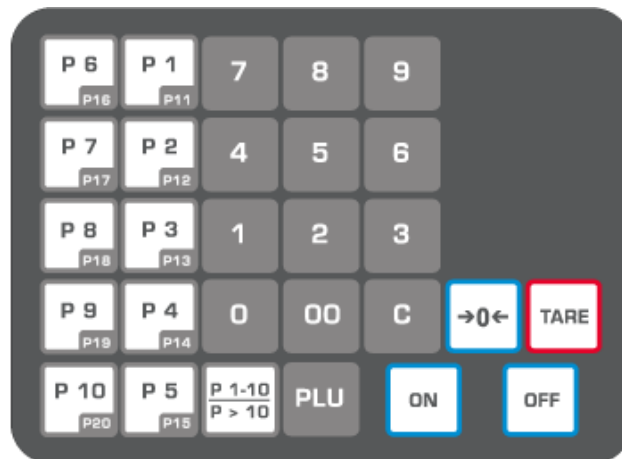 P 6 P16 P 1 P11 7 8 9
P 7 P17 P 2 P12 4 5 6
P 8 P18 P 3 P13 1 2 3
P 9 P19 P 4 P14 0 00 C →0← TARE
P 10 P20 P 5 P15 P 1-10 PLU ON OFF
P > 10